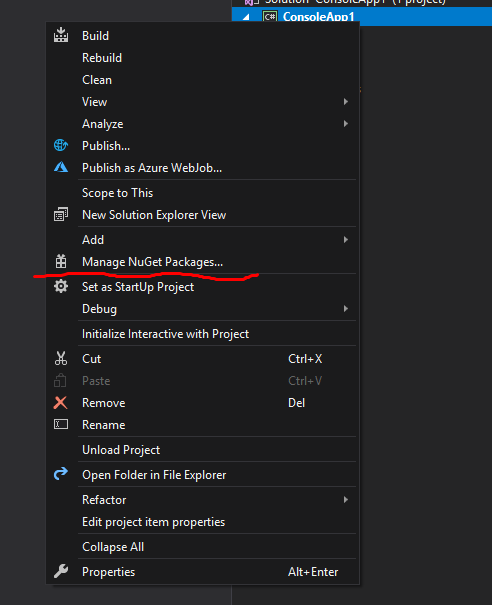 Solution 'ConsoleApp1' (1 project)
ConsoleApp1
Build
Rebuild
Clean
View
Analyze
Publish...
Publish as Azure WebJob...
Scope to This
New Solution Explorer View
Add
Manage NuGet Packages...
Set as StartUp Project
Debug
Initialize Interactive with Project
Cut Ctrl+X
Paste Ctrl+V
Remove Del
Rename
Unload Project
Open Folder in File Explorer
Refactor
Edit project item properties
Collapse All
Properties Alt+Enter